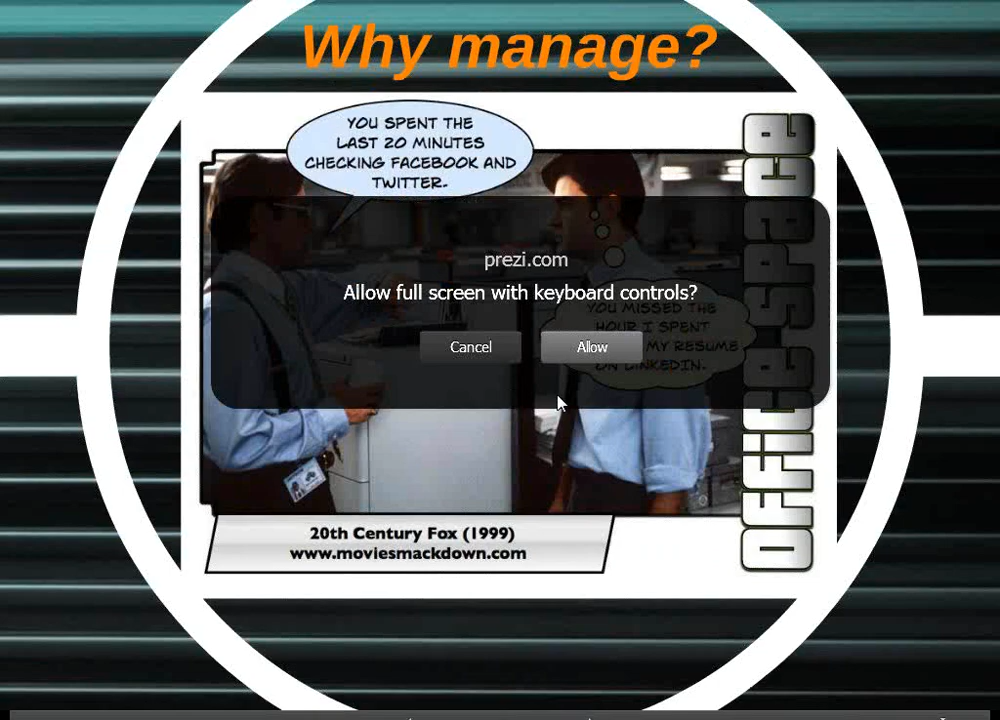 Why manage?
YOU SPENT THE
LAST 20 MINUTES
CHECKING FACEBOOK AND
TWITTER.
prezi.com
Allow full screen with keyboard controls?
Cancel
Allow
YOU MISSED THE
HOUR I SPENT
MY RESUME
ON LINKEDIN.
OFFICE SPACE
20th Century Fox (1999)
www.moviesmackdown.com